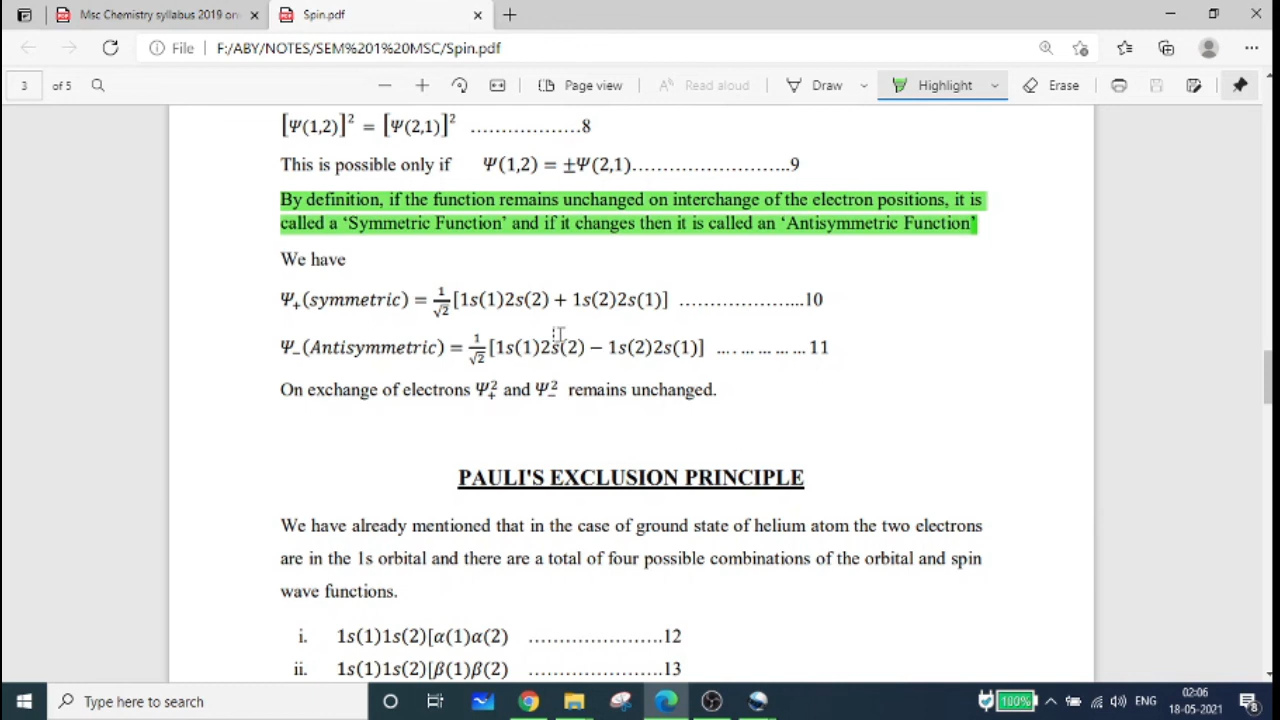 Msc Chemistry syllabus 2019 on
Spin.pdf
File F:/ABY/NOTES/SEM%201%20MSC/Spin.pdf
3 of 5 Page view Read aloud Draw Highlight Erase
[Ψ(1,2)]² = [Ψ(2,1)]² ………………8
This is possible only if Ψ(1,2) = ±Ψ(2,1)…………………….9
By definition, if the function remains unchanged on interchange of the electron positions, it is
called a ‘Symmetric Function’ and if it changes then it is called an ‘Antisymmetric Function’
We have
Ψ₊(symmetric) = 1/√2 [1s(1)2s(2) + 1s(2)2s(1)] ………………...10
Ψ₋(Antisymmetric) = 1/√2 [1s(1)2s(2) − 1s(2)2s(1)] … . … … … … 11
On exchange of electrons Ψ₊² and Ψ₋² remains unchanged.
PAULI'S EXCLUSION PRINCIPLE
We have already mentioned that in the case of ground state of helium atom the two electrons
are in the 1s orbital and there are a total of four possible combinations of the orbital and spin
wave functions.
i. 1s(1)1s(2)[α(1)α(2) ………………….12
ii. 1s(1)1s(2)[β(1)β(2) ………………….13
Type here to search
100% ENG 02:06 18-05-2021 8